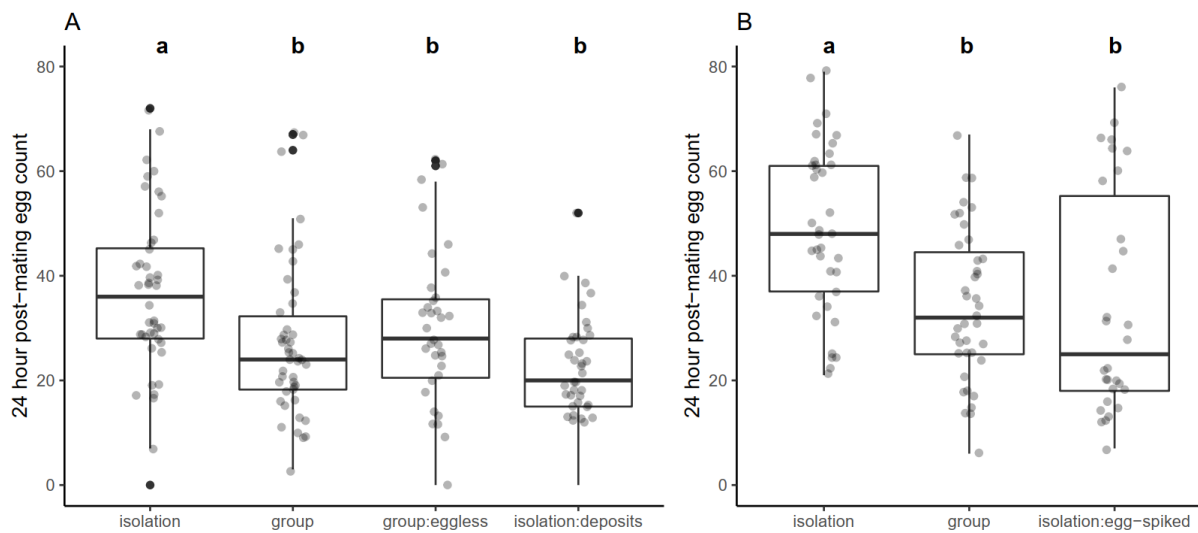 A
a b b b
24 hour post-mating egg count
80
60
40
20
0
isolation group group:eggless isolation:deposits
B
a b b
24 hour post-mating egg count
80
60
40
20
0
isolation group isolation:egg−spiked